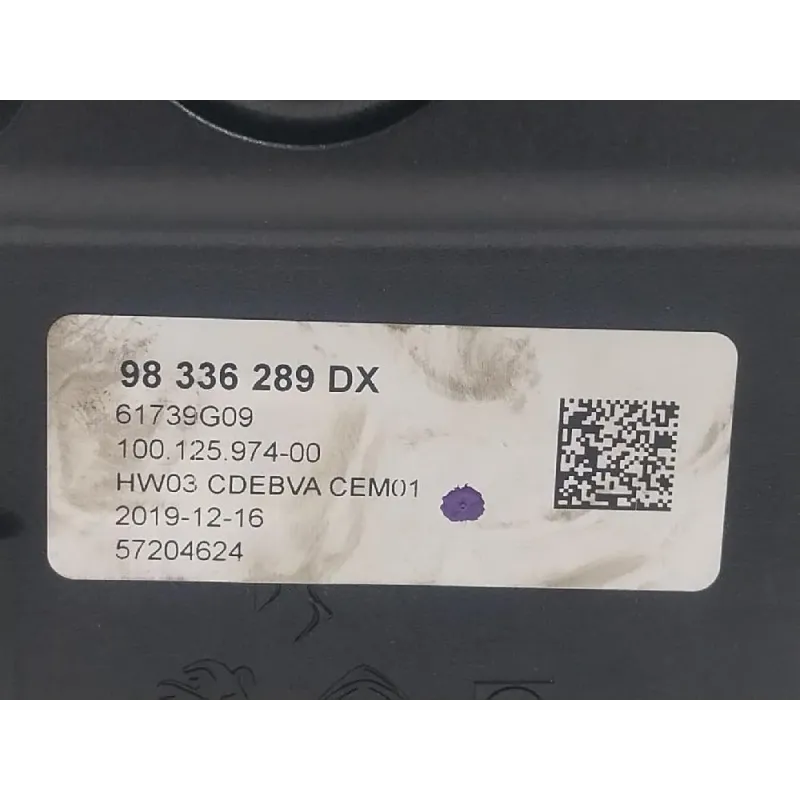 98 336 289 DX
61739G09
100.125.974-00
HW03 CDEBVA CEM01
2019-12-16
57204624